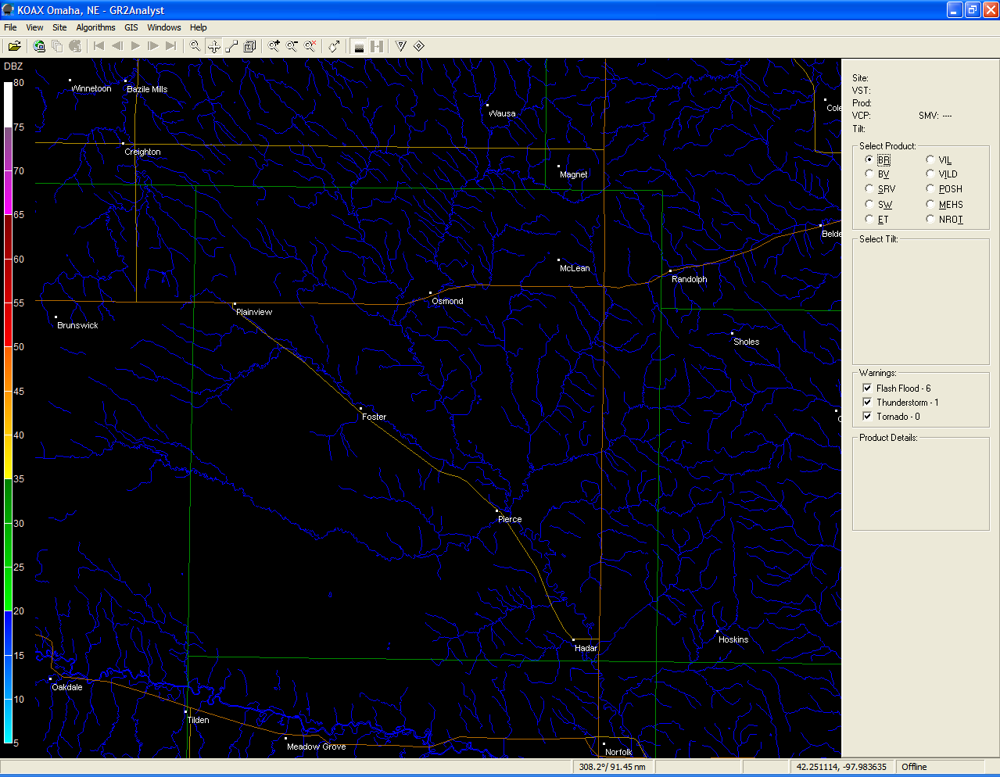 KOAX Omaha, NE - GR2Analyst
File View Site Algorithms GIS Windows Help
DBZ
80
75
70
65
60
55
50
45
40
35
30
25
20
15
10
5
Winnetoon
Bazile Mills
Wausa
Cole
Creighton
Magnet
Belde
McLean
Randolph
Osmond
Plainview
Brunswick
Sholes
Foster
Pierce
Hadar
Hoskins
Oakdale
Tilden
Meadow Grove
Norfolk
Site:
VST:
Prod:
VCP: SMV: ----
Tilt:
Select Product:
BR VIL
BV VILD
SRV POSH
SW MEHS
ET NROT
Select Tilt:
Warnings:
Flash Flood - 6
Thunderstorm - 1
Tornado - 0
Product Details:
308.2°/ 91.45 nm 42.251114, -97.983635 Offline